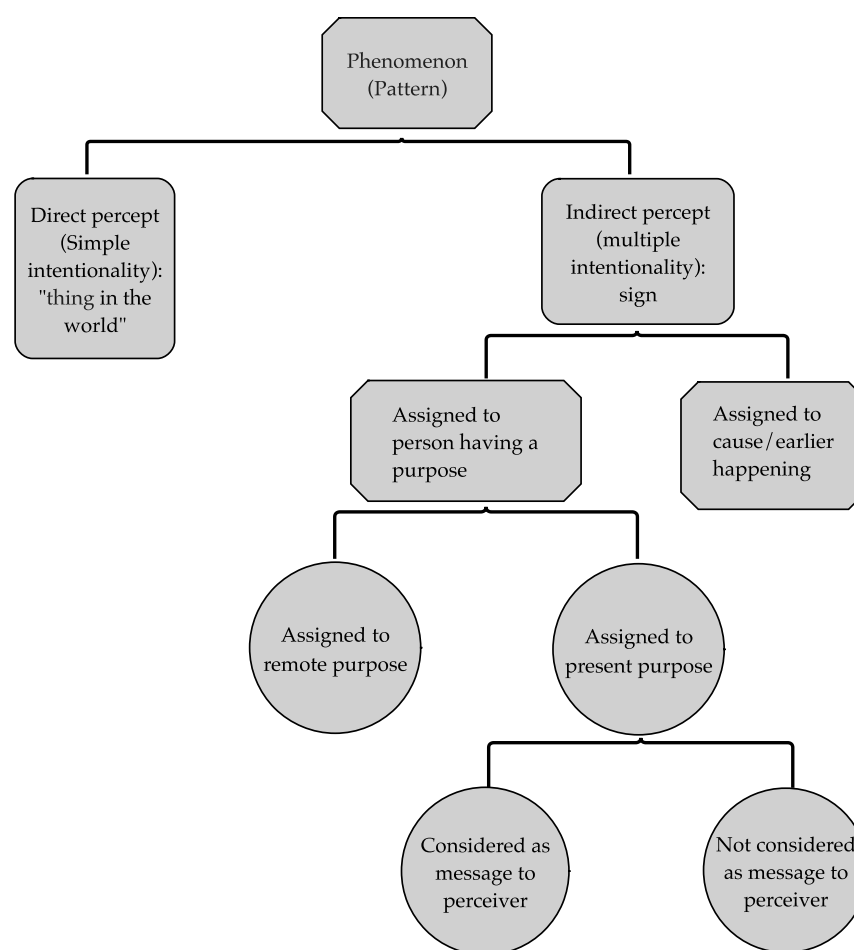 Phenomenon
(Pattern)
Direct percept
(Simple
intentionality):
"thing in the
world"
Indirect percept
(multiple
intentionality):
sign
Assigned to
person having a
purpose
Assigned to
cause/earlier
happening
Assigned to
remote purpose
Assigned to
present purpose
Considered as
message to
perceiver
Not considered
as message to
perceiver